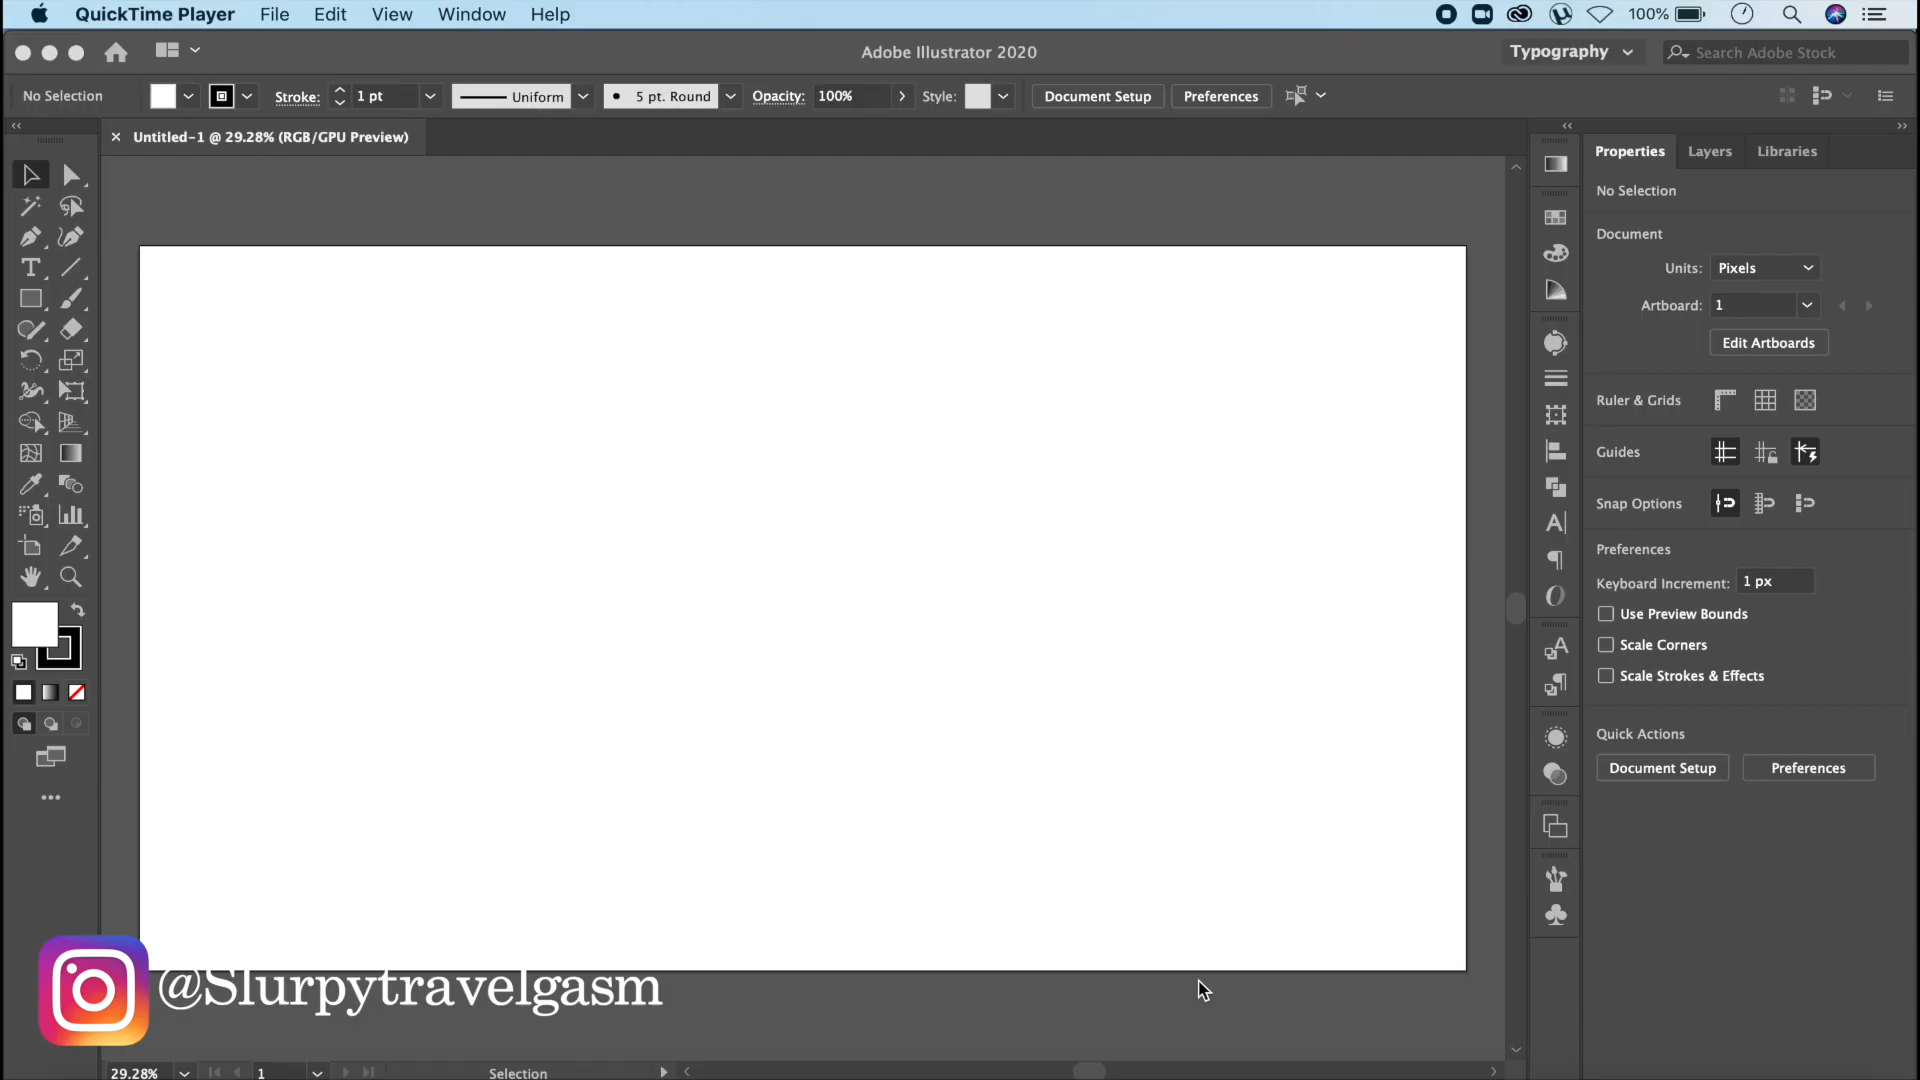 QuickTime Player File Edit View Window Help 100%
Adobe Illustrator 2020 Typography Search Adobe Stock
No Selection Stroke: 1 pt Uniform 5 pt. Round Opacity: 100% Style: Document Setup Preferences
Untitled-1 @ 29.28% (RGB/GPU Preview)
Properties Layers Libraries
No Selection
Document
Units: Pixels
Artboard: 1
Edit Artboards
Ruler & Grids
Guides
Snap Options
Preferences
Keyboard Increment: 1 px
Use Preview Bounds
Scale Corners
Scale Strokes & Effects
Quick Actions
Document Setup Preferences
@Slurpytravelgasm
29.28% 1 Selection